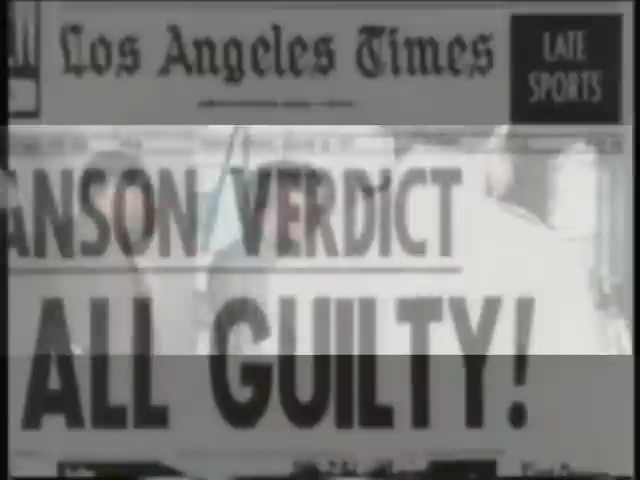 Los Angeles Times
LATE
SPORTS
ANSON VERDICT
ALL GUILTY!